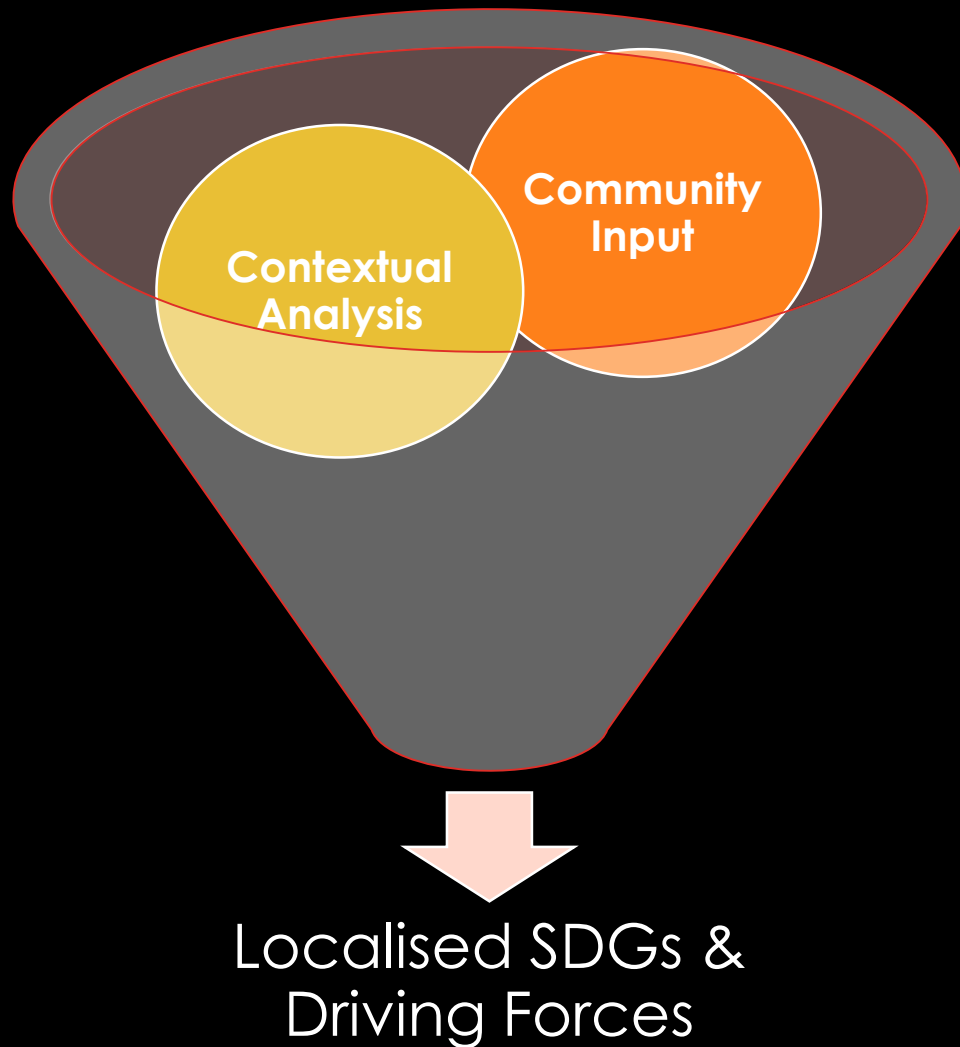 Community
Input
Contextual
Analysis
Localised SDGs &
Driving Forces